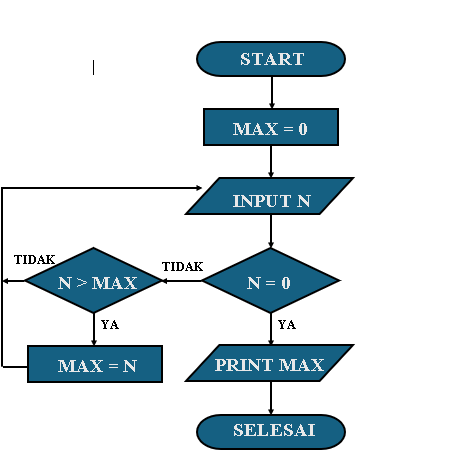 START
MAX = 0
INPUT N
N = 0
TIDAK
N > MAX
TIDAK
YA
MAX = N
YA
PRINT MAX
SELESAI